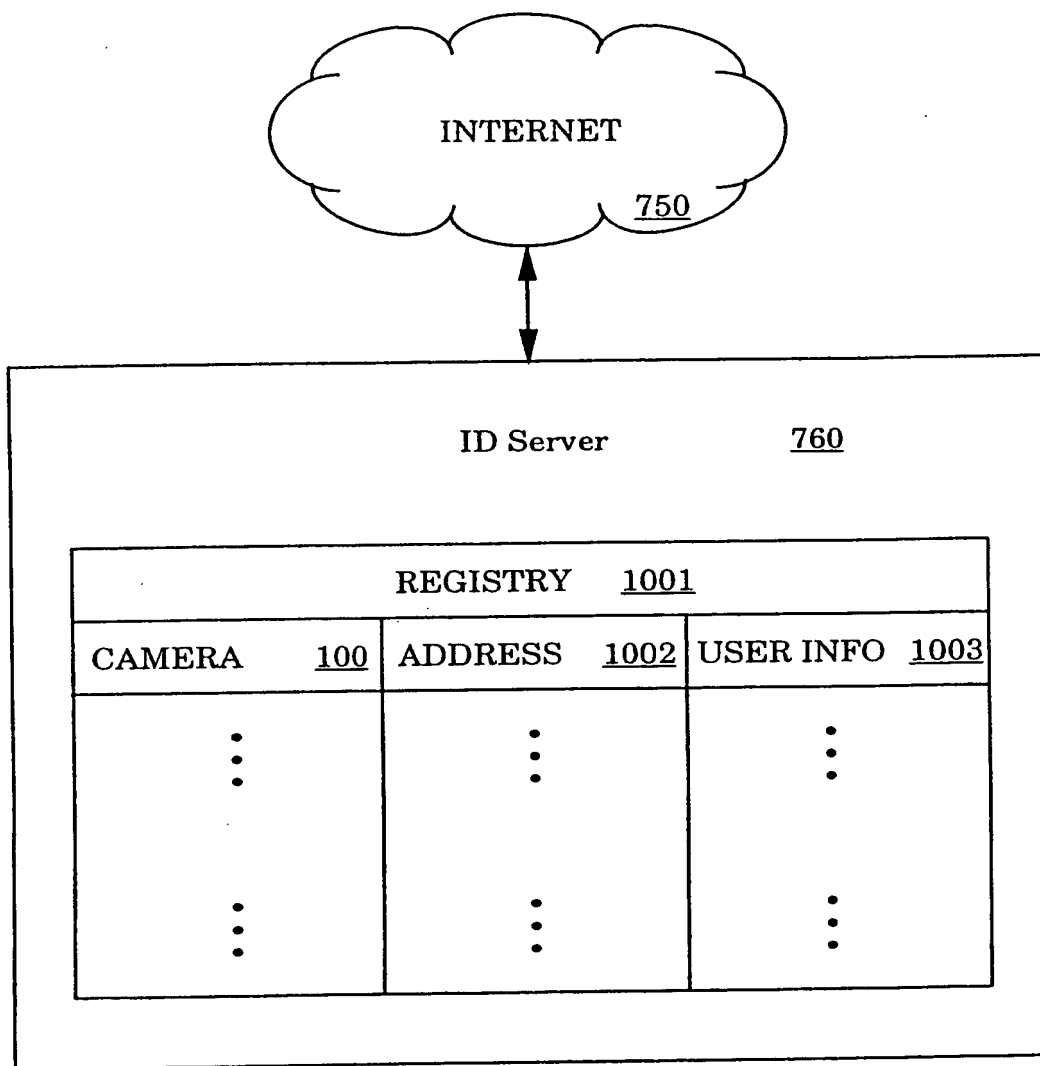 INTERNET
750
ID Server 760
REGISTRY 1001
CAMERA 100 ADDRESS 1002 USER INFO 1003